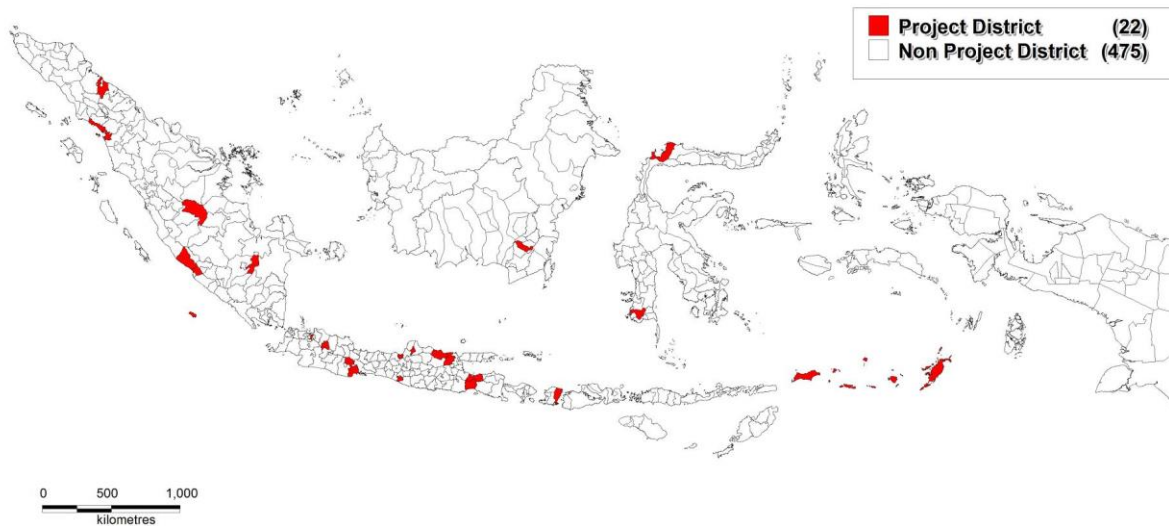 Project District (22)
Non Project District (475)
0 500 1,000
kilometres